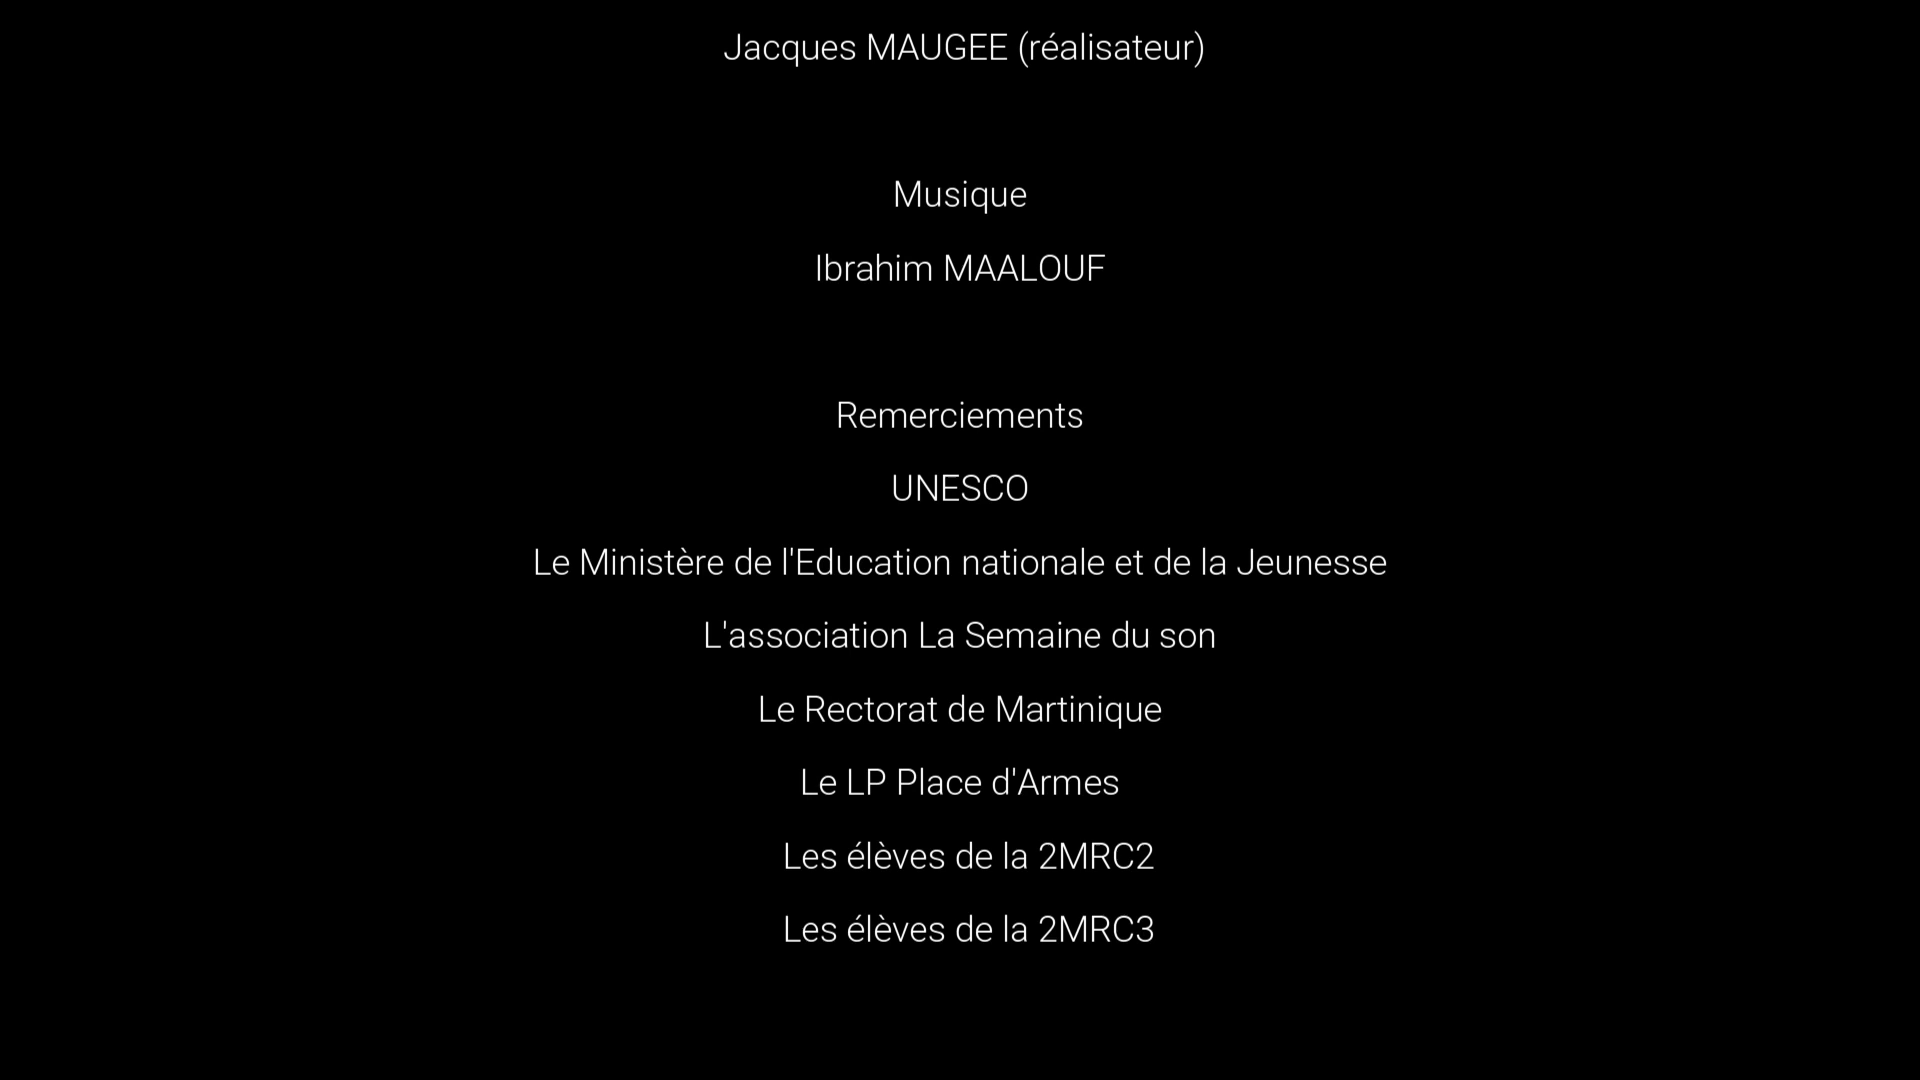 Jacques MAUGEE (réalisateur)
Musique
Ibrahim MAALOUF
Remerciements
UNESCO
Le Ministère de l'Education nationale et de la Jeunesse
L'association La Semaine du son
Le Rectorat de Martinique
Le LP Place d'Armes
Les élèves de la 2MRC2
Les élèves de la 2MRC3